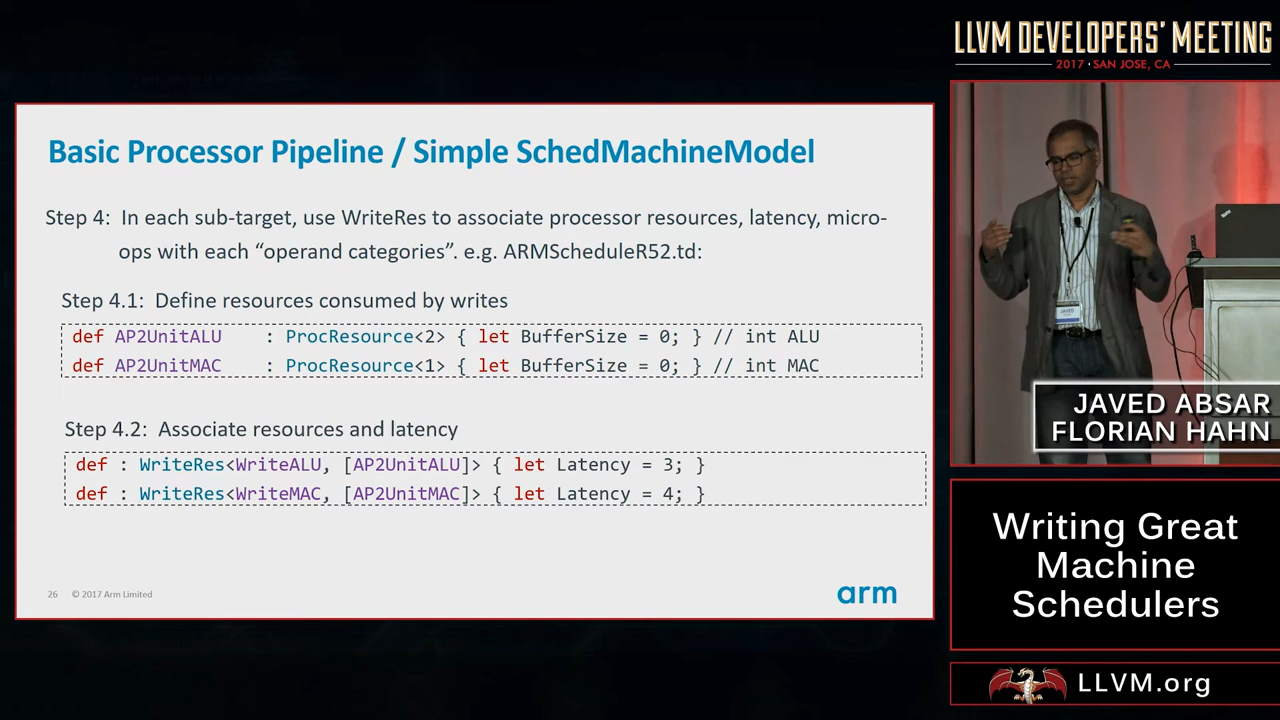 LLVM DEVELOPERS' MEETING
2017 · SAN JOSE, CA
Basic Processor Pipeline / Simple SchedMachineModel
Step 4: In each sub-target, use WriteRes to associate processor resources, latency, micro-
ops with each “operand categories”. e.g. ARMScheduleR52.td:
Step 4.1: Define resources consumed by writes
def AP2UnitALU : ProcResource<2> { let BufferSize = 0; } // int ALU
def AP2UnitMAC : ProcResource<1> { let BufferSize = 0; } // int MAC
Step 4.2: Associate resources and latency
def : WriteRes<WriteALU, [AP2UnitALU]> { let Latency = 3; }
def : WriteRes<WriteMAC, [AP2UnitMAC]> { let Latency = 4; }
26 © 2017 Arm Limited
arm
JAVED
JAVED ABSAR
FLORIAN HAHN
Writing Great
Machine
Schedulers
LLVM.org